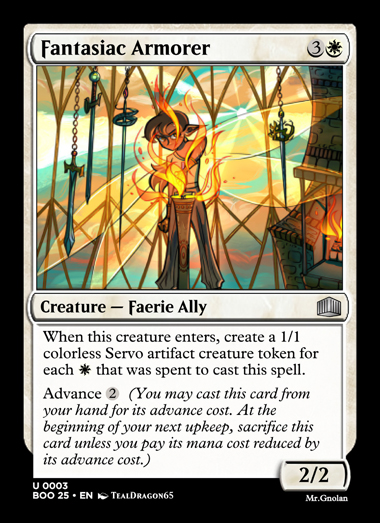 Fantasiac Armorer 3
Creature — Faerie Ally
When this creature enters, create a 1/1
colorless Servo artifact creature token for
each that was spent to cast this spell.
Advance 2 (You may cast this card from
your hand for its advance cost. At the
beginning of your next upkeep, sacrifice
this card unless you pay its mana cost
reduced by its advance cost.)
2/2
U 0003
BOO 25 • EN TealDragon65
Mr.Gnolan